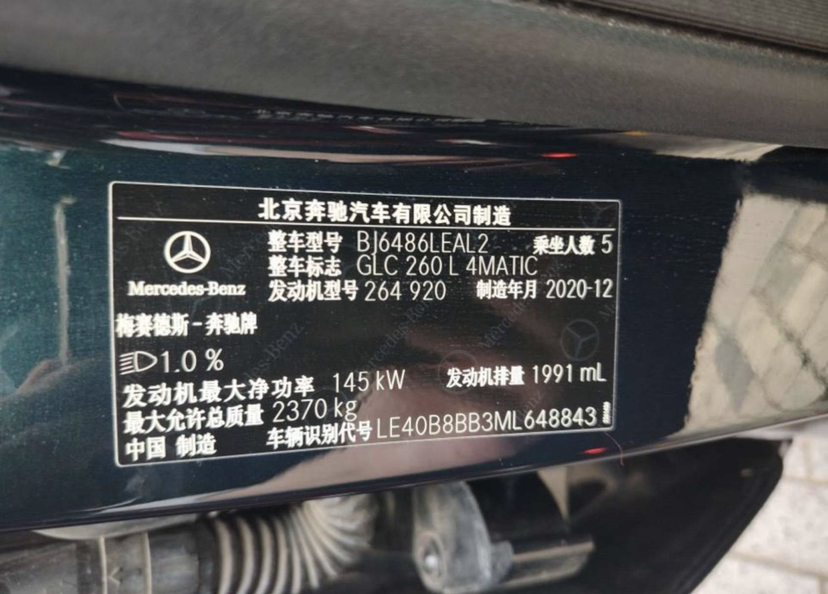 北京奔驰汽车有限公司制造
整车型号 BJ6486LEAL2 乘坐人数 5
整车标志 GLC 260 L 4MATIC
Mercedes-Benz 发动机型号 264 920 制造年月 2020-12
梅赛德斯-奔驰牌
1.0 %
发动机最大净功率 145 kW 发动机排量 1991 mL
最大允许总质量 2370 kg
中国 制造 车辆识别代号 LE40B8BB3ML648843